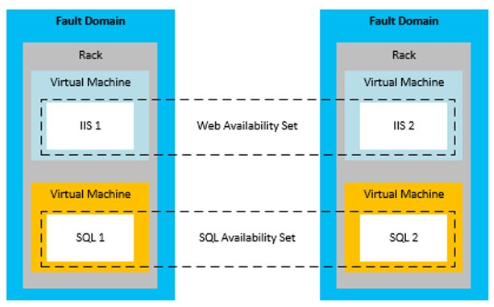 Fault Domain
Rack
Virtual Machine
IIS 1
Virtual Machine
SQL 1
Web Availability Set
SQL Availability Set
Fault Domain
Rack
Virtual Machine
IIS 2
Virtual Machine
SQL 2